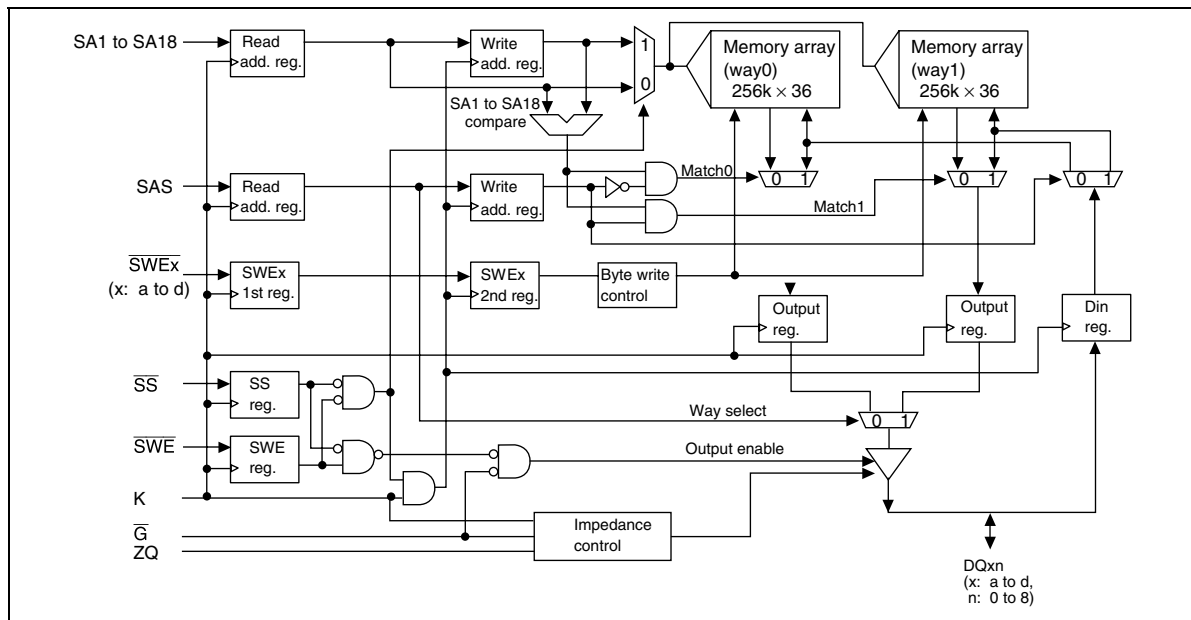 SA1 to SA18
Read
add. reg.
Write
add. reg.
1
0
Memory array
(way0)
256k × 36
Memory array
(way1)
256k × 36
SA1 to SA18
compare
SAS
Read
add. reg.
Write
add. reg.
Match0
Match1
0 1
0 1
0 1
SWEx
(x: a to d)
SWEx
1st reg.
SWEx
2nd reg.
Byte write
control
Output
reg.
Output
reg.
Din
reg.
SS
SS
reg.
Way select
0 1
SWE
SWE
reg.
Output enable
K
G
ZQ
Impedance
control
DQxn
(x: a to d,
n: 0 to 8)